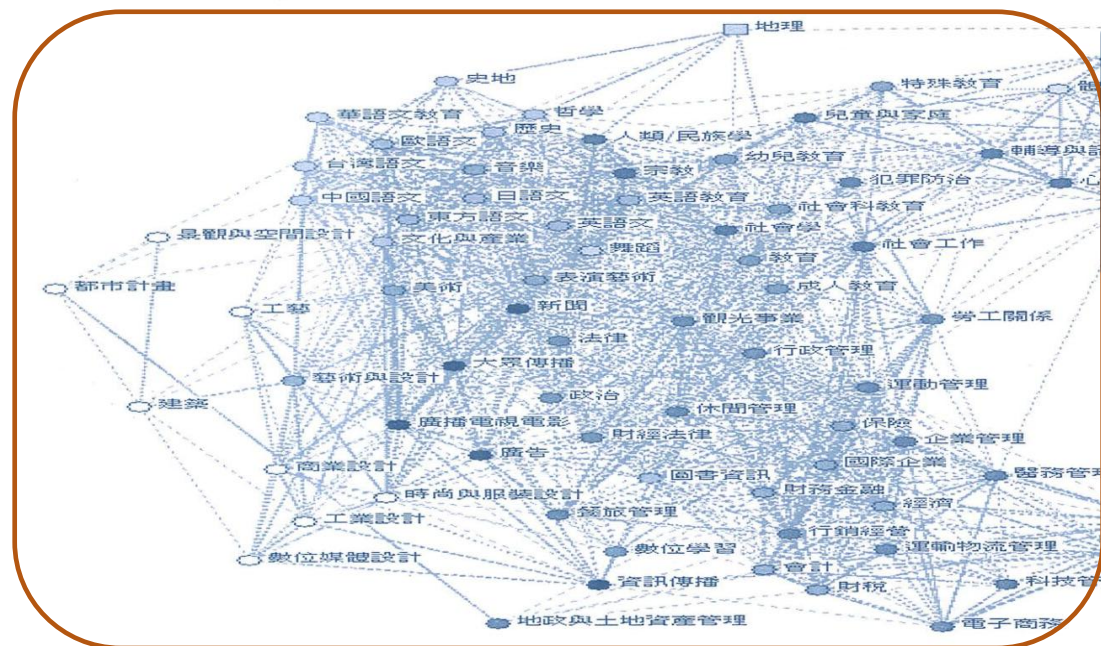 地理
史地
特殊教育
華語文教育
哲學
兒童與家庭
歷史
人類/民族學
歐語文
輔導與
幼兒教育
台灣語文
音樂
宗教
犯罪防治
心
中國語文
日語文
英語教育
社會科教育
東方語文
英語文
社會學
景觀與空間設計
文化與產業
舞蹈
社會工作
教育
都市計畫
美術
表演藝術
成人教育
工藝
新聞
觀光事業
勞工關係
法律
行政管理
大眾傳播
藝術與設計
運動管理
政治
建築
休閒管理
廣播電視電影
保險
財經法律
企業管理
廣告
商業設計
國際企業
圖書資訊
醫務管理
時尚與服裝設計
財務金融
經濟
餐旅管理
工業設計
行銷經營
數位學習
運輸物流管理
數位媒體設計
會計
資訊傳播
財稅
科技管
地政與土地資產管理
電子商務